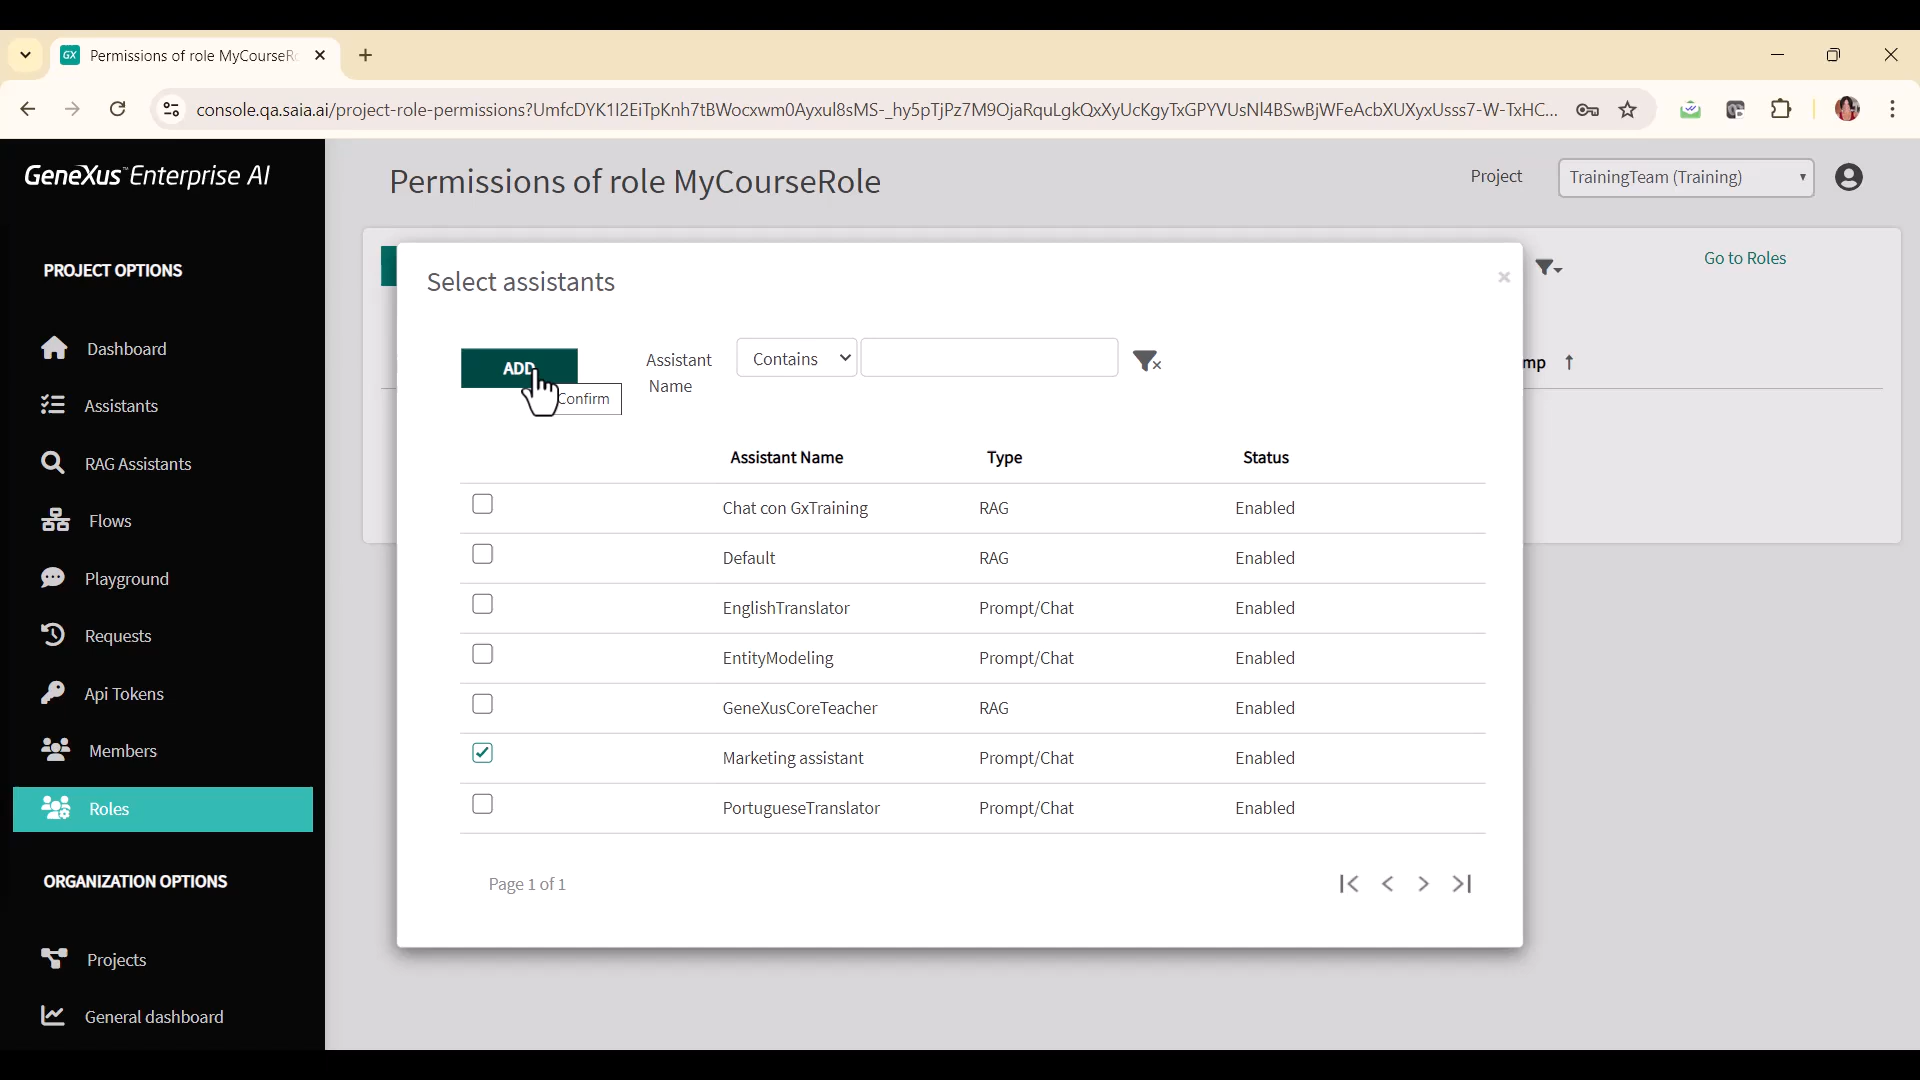 Permissions of role MyCourseR
console.qa.saia.ai/project-role-permissions?UmfcDYK1I2EiTpKnh7tBWocxwm0Ayxul8sMS-_hy5pTjPz7M9OjaRquLgkQxXyUcKgyTxGPYVUsNl4BSwBjWFeAcbXUXyxUsss7-W-TxHC...
GeneXus™ Enterprise AI
Permissions of role MyCourseRole
Project
TrainingTeam (Training)
PROJECT OPTIONS
Go to Roles
Select assistants
Dashboard
ADD
Assistant Name
Contains
mp
Confirm
Assistants
Assistant Name Type Status
RAG Assistants
Chat con GxTraining RAG Enabled
Flows
Default RAG Enabled
Playground
EnglishTranslator Prompt/Chat Enabled
Requests
EntityModeling Prompt/Chat Enabled
Api Tokens
GeneXusCoreTeacher RAG Enabled
Members
Marketing assistant Prompt/Chat Enabled
Roles
PortugueseTranslator Prompt/Chat Enabled
ORGANIZATION OPTIONS
Page 1 of 1
Projects
General dashboard